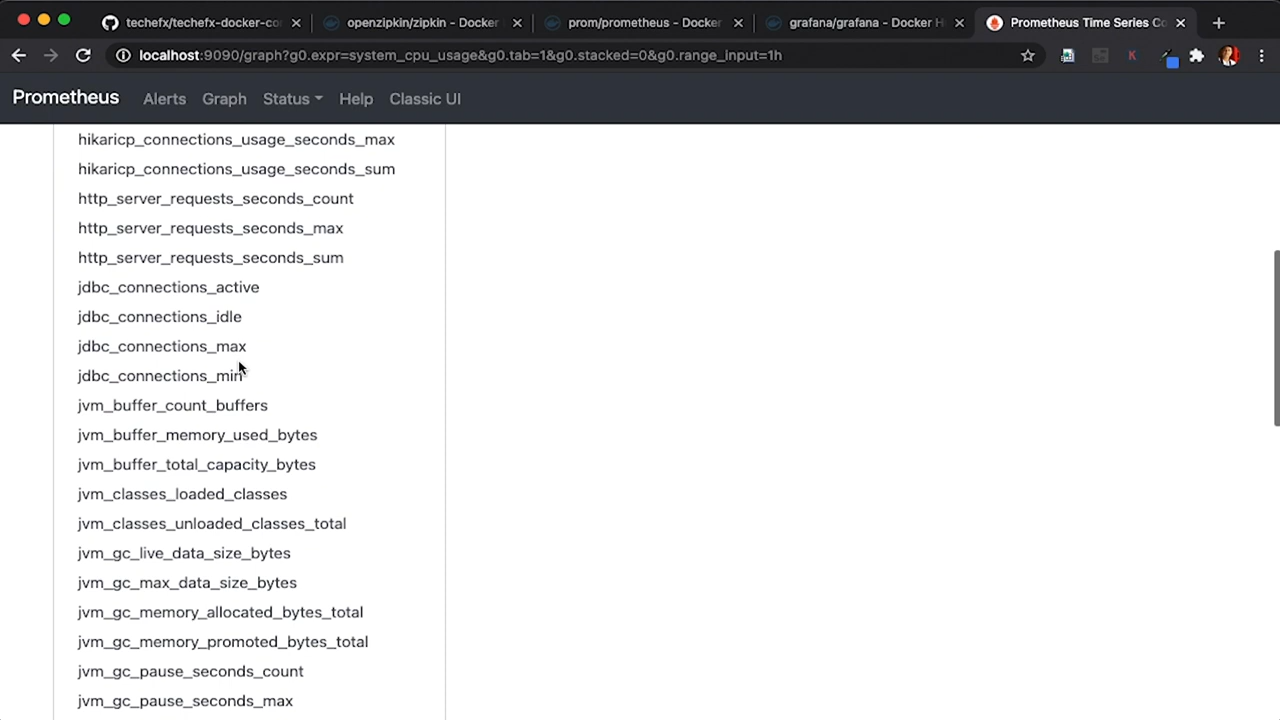 techefx/techefx-docker-co
openzipkin/zipkin - Docker
prom/prometheus - Docker
grafana/grafana - Docker H
Prometheus Time Series Co
localhost:9090/graph?g0.expr=system_cpu_usage&g0.tab=1&g0.stacked=0&g0.range_input=1h
Prometheus Alerts Graph Status Help Classic UI
hikaricp_connections_usage_seconds_max
hikaricp_connections_usage_seconds_sum
http_server_requests_seconds_count
http_server_requests_seconds_max
http_server_requests_seconds_sum
jdbc_connections_active
jdbc_connections_idle
jdbc_connections_max
jdbc_connections_min
jvm_buffer_count_buffers
jvm_buffer_memory_used_bytes
jvm_buffer_total_capacity_bytes
jvm_classes_loaded_classes
jvm_classes_unloaded_classes_total
jvm_gc_live_data_size_bytes
jvm_gc_max_data_size_bytes
jvm_gc_memory_allocated_bytes_total
jvm_gc_memory_promoted_bytes_total
jvm_gc_pause_seconds_count
jvm_gc_pause_seconds_max